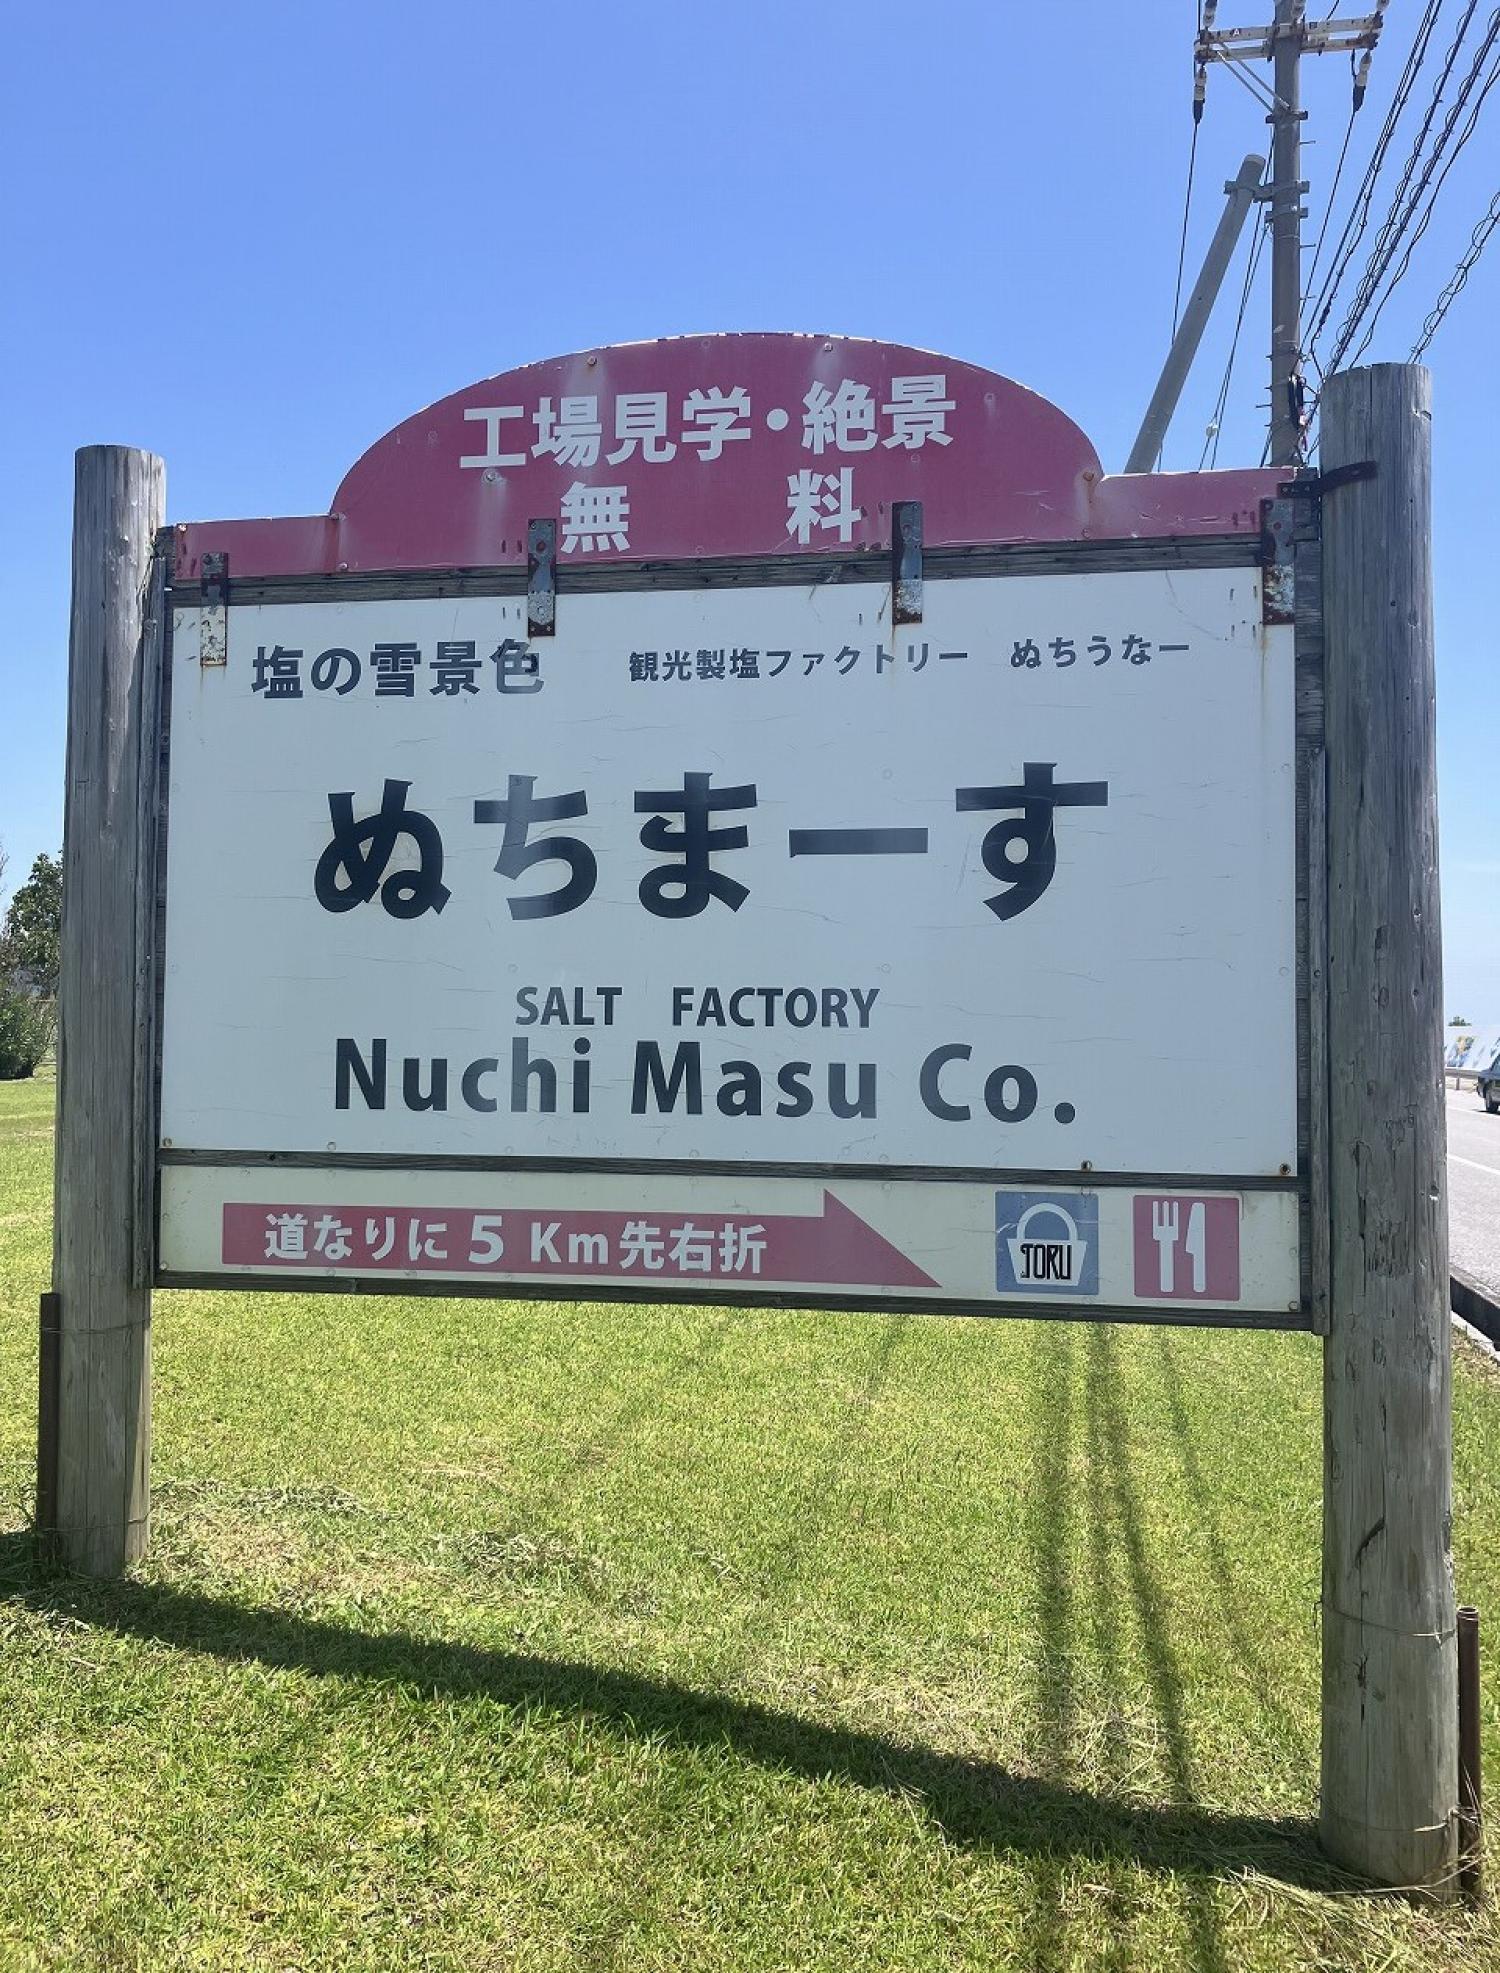 工場見学・絶景
無 料
塩の雪景色 観光製塩ファクトリー ぬちうなー
ぬちまーす
SALT FACTORY
Nuchi Masu Co.
道なりに 5 Km先右折
TORU